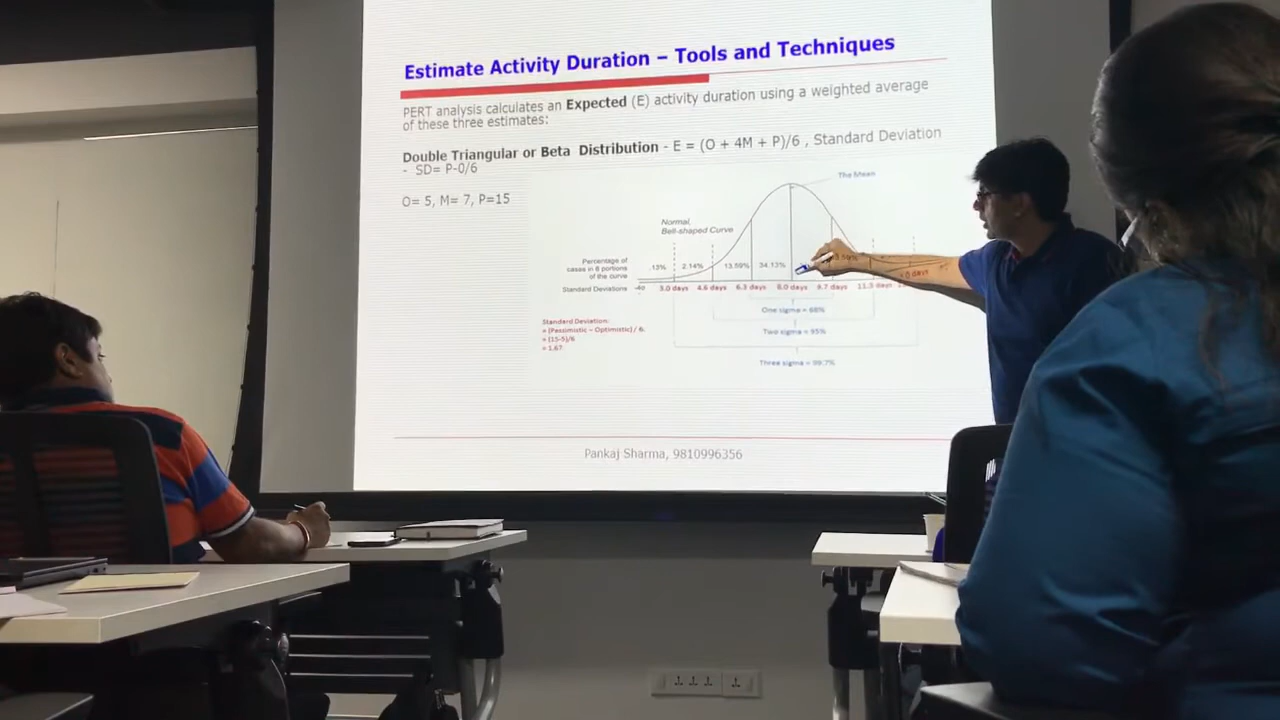 Estimate Activity Duration – Tools and Techniques
PERT analysis calculates an Expected (E) activity duration using a weighted average
of these three estimates:
Double Triangular or Beta Distribution - E = (O + 4M + P)/6 , Standard Deviation
- SD= P-0/6
O= 5, M= 7, P=15
The Mean
Normal,
Bell-shaped Curve
Percentage of
cases in 8 portions
of the curve
.13% 2.14% 13.59% 34.13%
Standard Deviations -4σ 3.0 days 4.6 days 6.3 days 8.0 days 9.7 days 11.3 days
One sigma = 68%
Two sigma = 95%
Three sigma = 99.7%
Standard Deviation:
= (Pessimistic – Optimistic) / 6.
= (15-5)/6
= 1.67
Pankaj Sharma, 9810996356